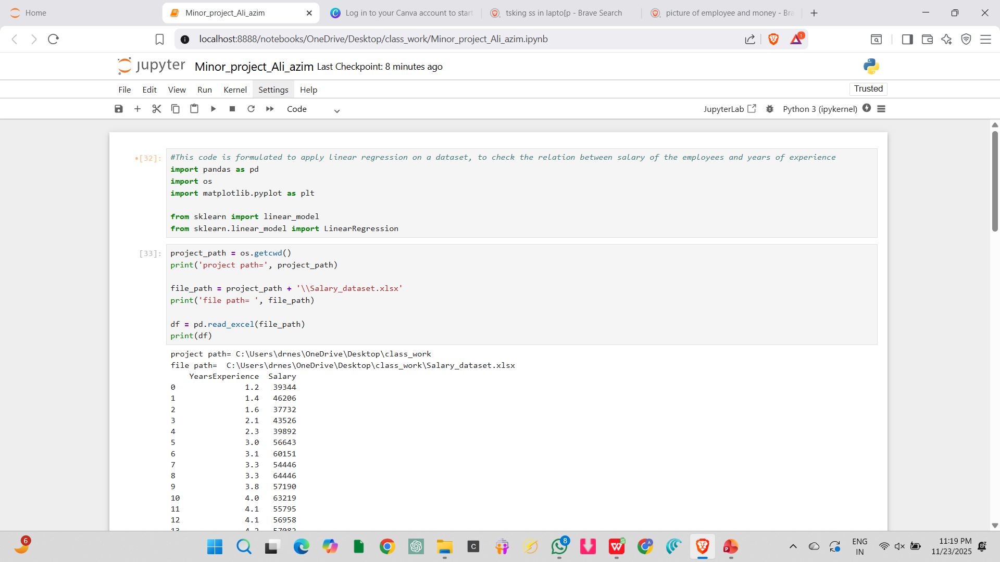 Home
Minor_project_Ali_azim
Log in to your Canva account to start
tsking ss in lapto[p - Brave Search
picture of employee and money - Bra
localhost:8888/notebooks/OneDrive/Desktop/class_work/Minor_project_Ali_azim.ipynb
1
jupyter Minor_project_Ali_azim Last Checkpoint: 8 minutes ago
File Edit View Run Kernel Settings Help
Trusted
Code
JupyterLab
Python 3 (ipykernel)
•[32]:
#This code is formulated to apply linear regression on a dataset, to check the relation between salary of the employees and years of experience
import pandas as pd
import os
import matplotlib.pyplot as plt
from sklearn import linear_model
from sklearn.linear_model import LinearRegression
[33]:
project_path = os.getcwd()
print('project path=', project_path)
file_path = project_path + '\\Salary_dataset.xlsx'
print('file path= ', file_path)
df = pd.read_excel(file_path)
print(df)
project path= C:\Users\drnes\OneDrive\Desktop\class_work
file path=  C:\Users\drnes\OneDrive\Desktop\class_work\Salary_dataset.xlsx
YearsExperience Salary
0 1.2 39344
1 1.4 46206
2 1.6 37732
3 2.1 43526
4 2.3 39892
5 3.0 56643
6 3.1 60151
7 3.3 54446
8 3.3 64446
9 3.8 57190
10 4.0 63219
11 4.1 55795
12 4.1 56958
13 4.2 57082
6
C
8
W
S
A
P
ENG
IN
11:19 PM
11/23/2025